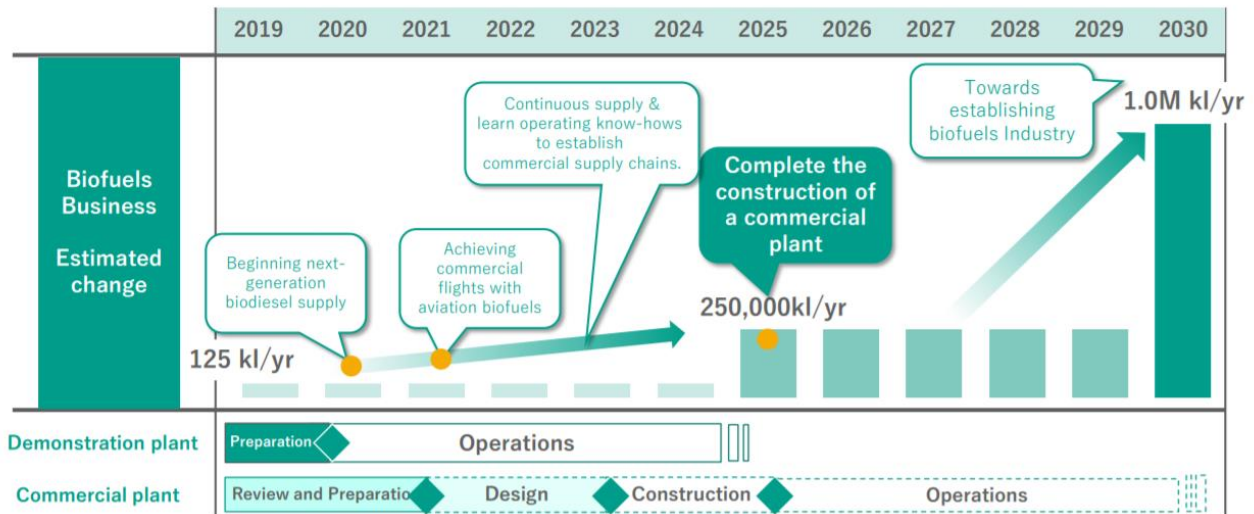 2019 2020 2021 2022 2023 2024 2025 2026 2027 2028 2029 2030
Biofuels
Business
Estimated
change
125 kl/yr
Beginning next-
generation
biodiesel supply
Achieving
commercial
flights with
aviation biofuels
Continuous supply &
learn operating know-hows
to establish
commercial supply chains.
Complete the
construction of
a commercial
plant
250,000kl/yr
Towards
establishing
biofuels Industry
1.0M kl/yr
Demonstration plant
Preparation
Operations
Commercial plant
Review and Preparation
Design
Construction
Operations